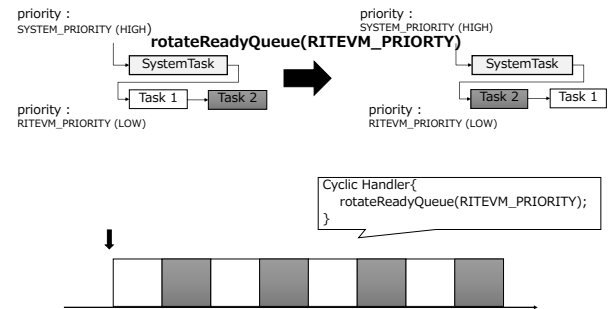 priority :
SYSTEM_PRIORITY (HIGH)
rotateReadyQueue(RITEVM_PRIORTY)
SystemTask
Task 1
Task 2
priority :
RITEVM_PRIORITY (LOW)
priority :
SYSTEM_PRIORITY (HIGH)
SystemTask
Task 2
Task 1
priority :
RITEVM_PRIORITY (LOW)
Cyclic Handler{
rotateReadyQueue(RITEVM_PRIORITY);
}